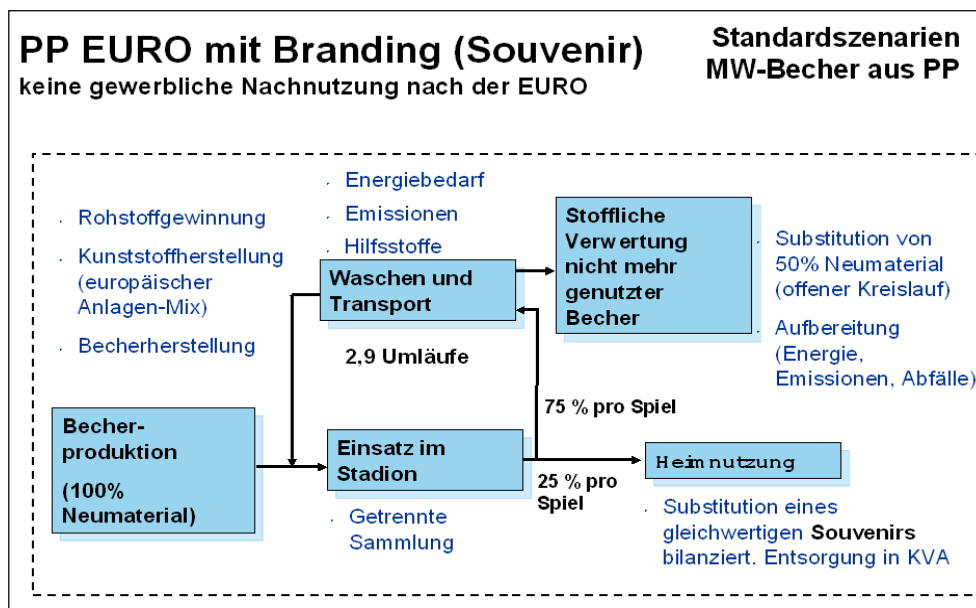 PP EURO mit Branding (Souvenir)
keine gewerbliche Nachnutzung nach der EURO
Standardszenarien
MW-Becher aus PP
Rohstoffgewinnung
Kunststoffherstellung
(europäischer
Anlagen-Mix)
Becherherstellung
Energiebedarf
Emissionen
Hilfsstoffe
Waschen und
Transport
2,9 Umläufe
Stoffliche
Verwertung
nicht mehr
genutzter
Becher
Substitution von
50% Neumaterial
(offener Kreislauf)
Aufbereitung
(Energie,
Emissionen, Abfälle)
75 % pro Spiel
Becher-
produktion
(100%
Neumaterial)
Einsatz im
Stadion
25 % pro
Spiel
Heimnutzung
Getrennte
Sammlung
Substitution eines
gleichwertigen Souvenirs
bilanziert. Entsorgung in KVA